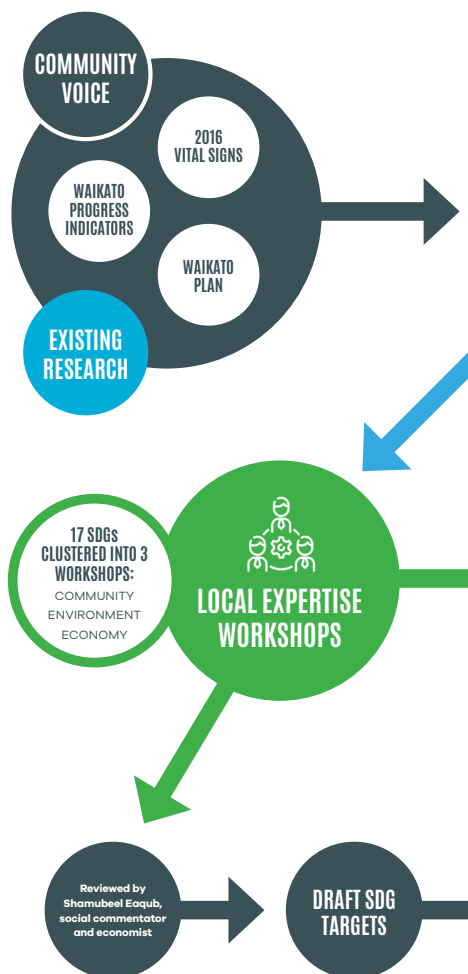 COMMUNITY
VOICE
2016
VITAL SIGNS
WAIKATO
PROGRESS
INDICATORS
WAIKATO
PLAN
EXISTING
RESEARCH
17 SDGs
CLUSTERED INTO 3
WORKSHOPS:
COMMUNITY
ENVIRONMENT
ECONOMY
LOCAL EXPERTISE
WORKSHOPS
Reviewed by
Shamubeel Eaqub,
social commentator
and economist
DRAFT SDG
TARGETS